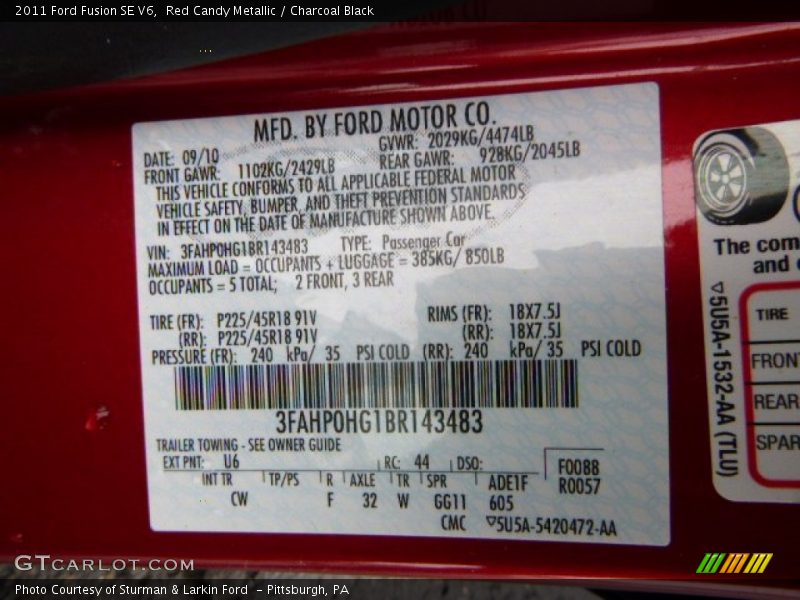 2011 Ford Fusion SE V6,  Red Candy Metallic / Charcoal Black
MFD. BY FORD MOTOR CO.
DATE: 09/10 GVWR: 2029KG/4474LB
FRONT GAWR: 1102KG/2429LB REAR GAWR: 928KG/2045LB
THIS VEHICLE CONFORMS TO ALL APPLICABLE FEDERAL MOTOR
VEHICLE SAFETY, BUMPER, AND THEFT PREVENTION STANDARDS
IN EFFECT ON THE DATE OF MANUFACTURE SHOWN ABOVE.
VIN: 3FAHP0HG1BR143483 TYPE: Passenger Car
MAXIMUM LOAD = OCCUPANTS + LUGGAGE = 385KG/ 850LB
OCCUPANTS = 5 TOTAL; 2 FRONT, 3 REAR
TIRE (FR): P225/45R18 91V RIMS (FR): 18X7.5J
(RR): P225/45R18 91V (RR): 18X7.5J
PRESSURE (FR): 240 kPa/ 35 PSI COLD (RR): 240 kPa/ 35 PSI COLD
3FAHP0HG1BR143483
TRAILER TOWING - SEE OWNER GUIDE
EXT PNT: U6 RC: 44 DSO: F0088
R0057
INT TR TP/PS R AXLE TR SPR ADE1F
CW F 32 W GG11 605
CMC ▽5U5A-5420472-AA
The com
and
▽5U5A-1532-AA (TLU)
TIRE
FRONT
REAR
SPAR
GTCARLOT.COM
Photo Courtesy of Sturman & Larkin Ford  - Pittsburgh, PA